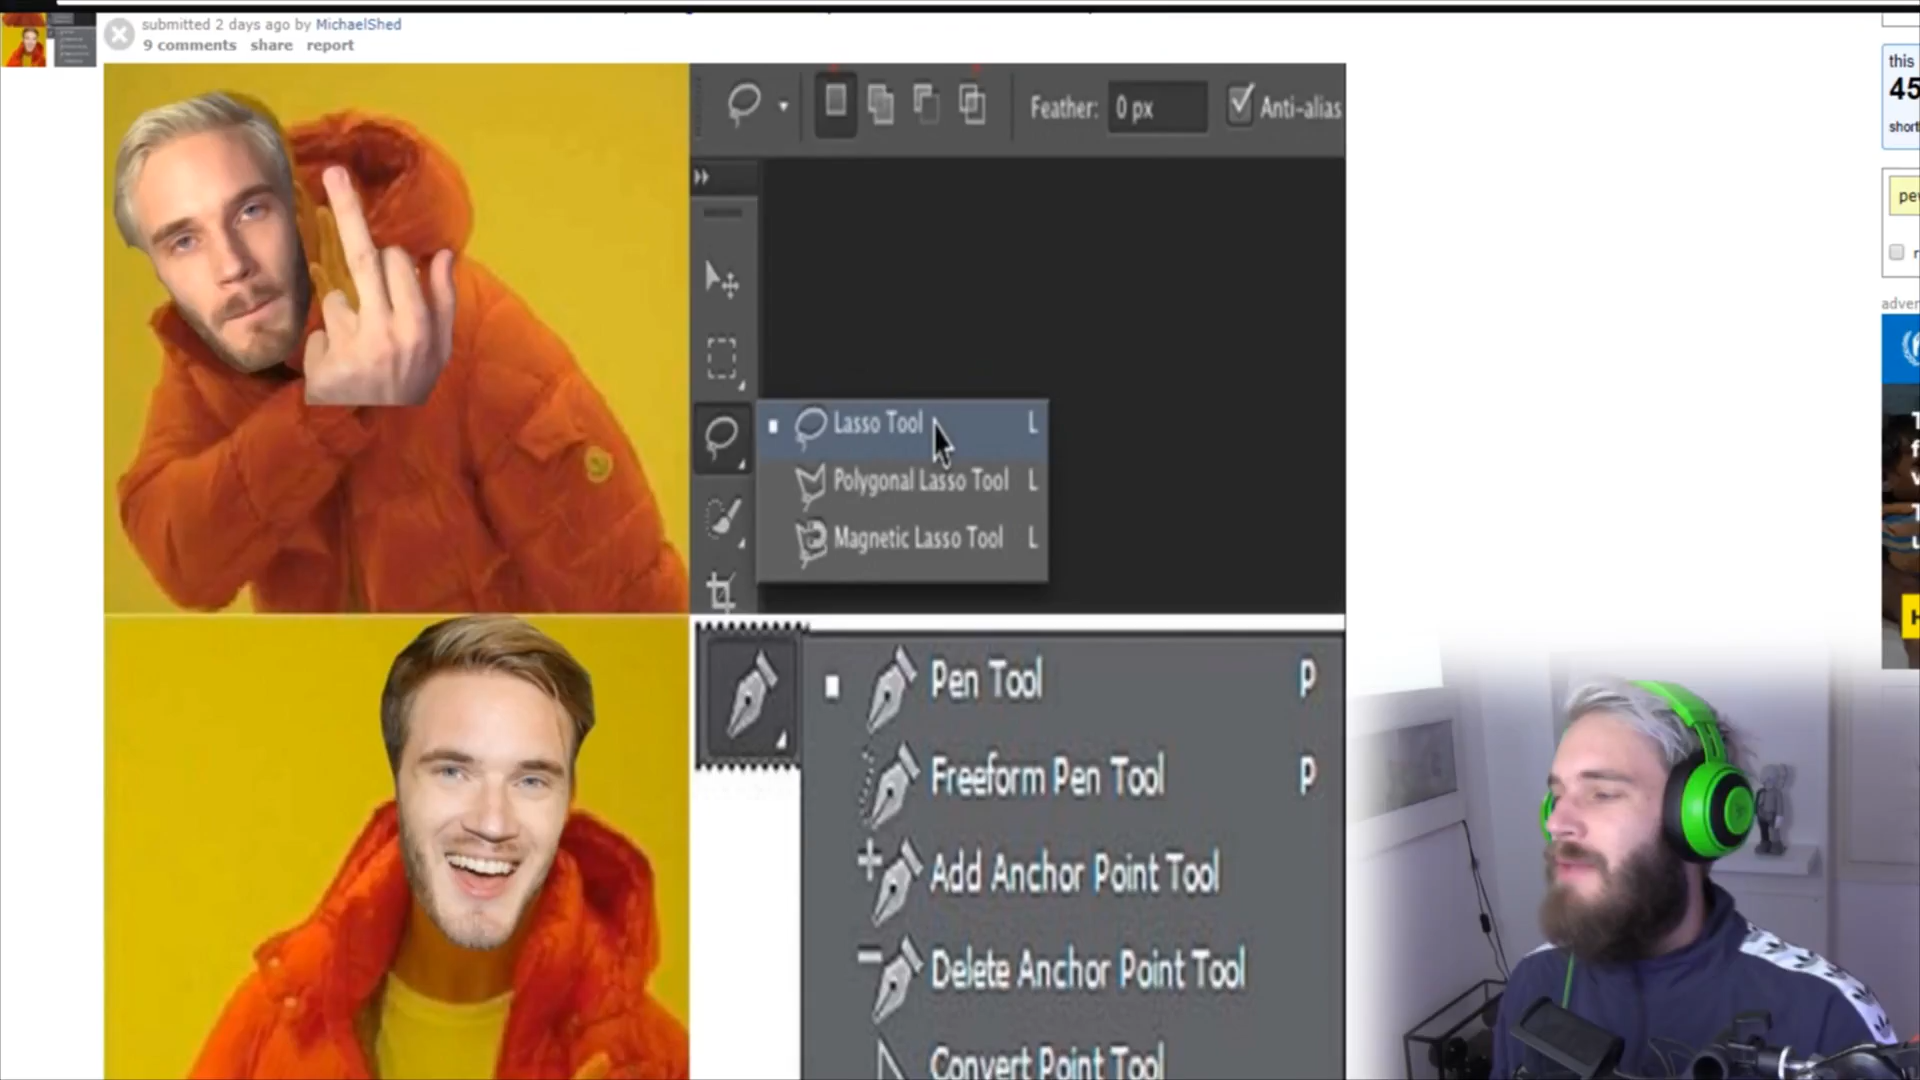 submitted 2 days ago by MichaelShed
9 comments share report
Feather: 0 px Anti-alias
Lasso Tool L
Polygonal Lasso Tool L
Magnetic Lasso Tool L
Pen Tool P
Freeform Pen Tool P
Add Anchor Point Tool
Delete Anchor Point Tool
Convert Point Tool
this
45
short
adver